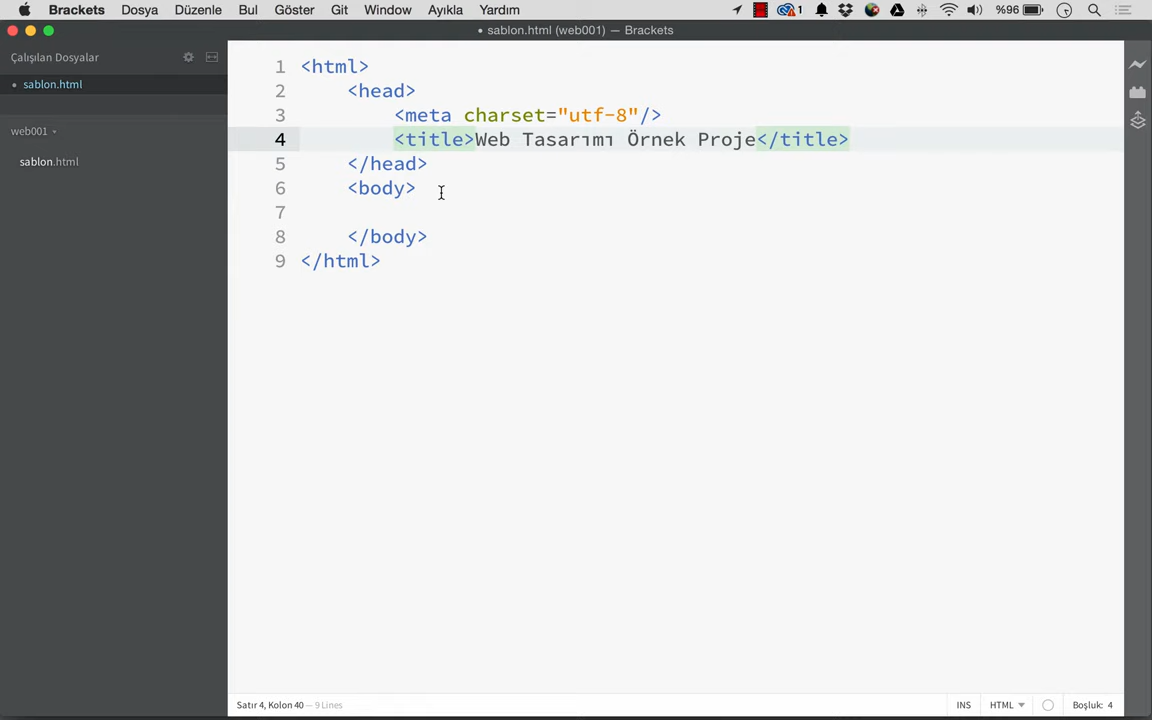 Brackets Dosya Düzenle Bul Göster Git Window Ayıkla Yardım 1 %96
• sablon.html (web001) — Brackets
Çalışılan Dosyalar
• sablon.html
web001
sablon.html
1 <html>
2 <head>
3 <meta charset="utf-8"/>
4 <title>Web Tasarımı Örnek Proje</title>
5 </head>
6 <body>
7
8 </body>
9 </html>
Satır 4, Kolon 40 — 9 Lines INS HTML Boşluk: 4